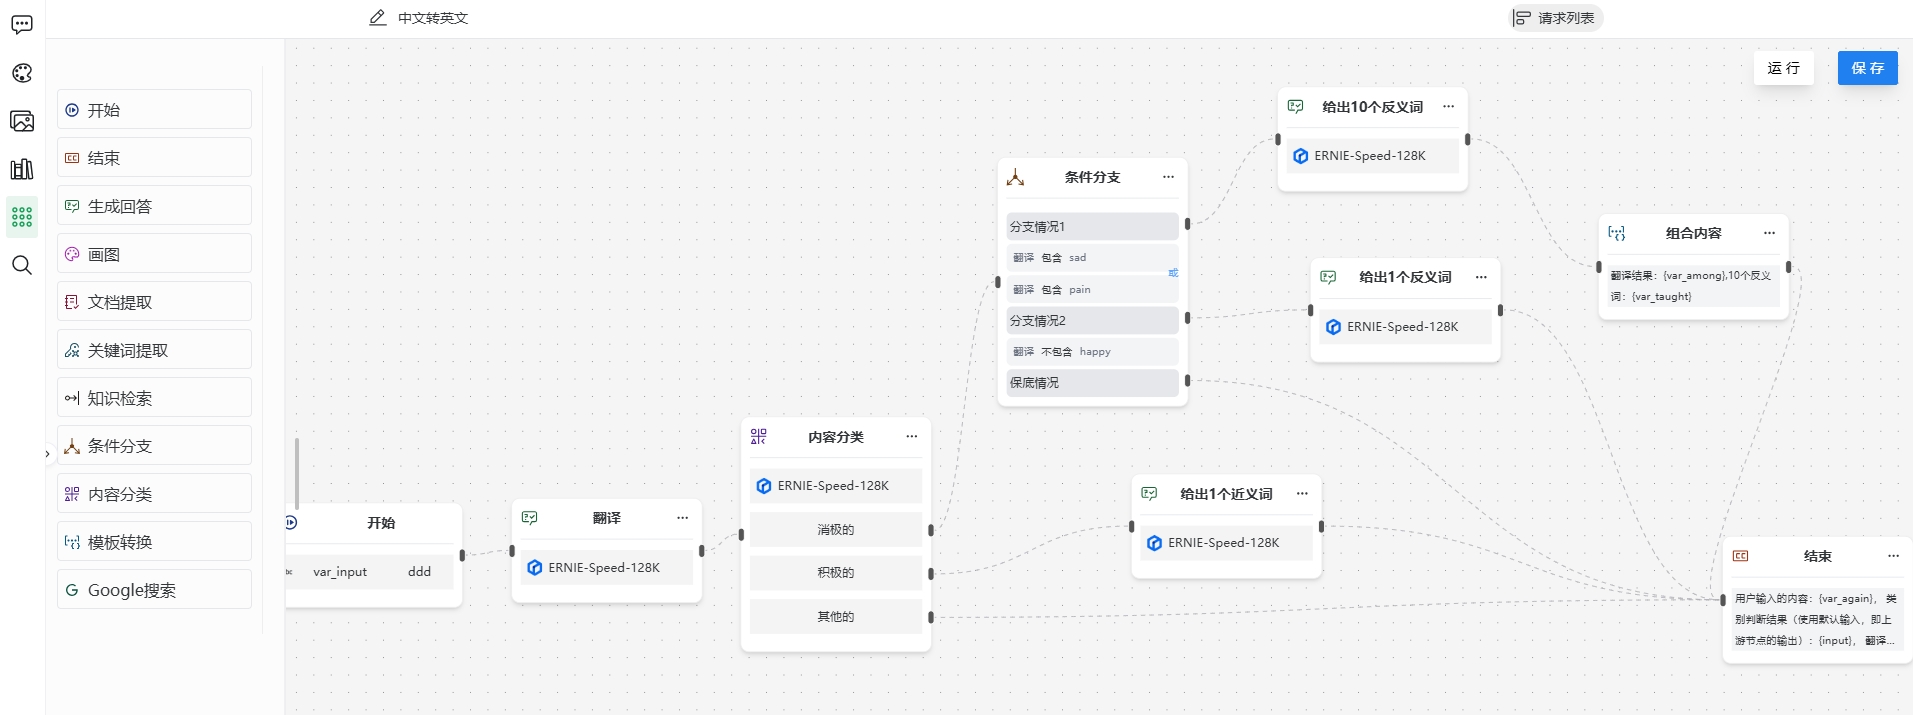 中文转英文
请求列表
运 行
保 存
开始
结束
生成回答
画图
文档提取
关键词提取
知识检索
条件分支
内容分类
模板转换
Google搜索
开始
var_input ddd
翻译
ERNIE-Speed-128K
内容分类
ERNIE-Speed-128K
消极的
积极的
其他的
条件分支
分支情况1
翻译 包含 sad
或
翻译 包含 pain
分支情况2
翻译 不包含 happy
保底情况
给出10个反义词
ERNIE-Speed-128K
给出1个反义词
ERNIE-Speed-128K
给出1个近义词
ERNIE-Speed-128K
组合内容
翻译结果：{var_among},10个反义
词：{var_taught}
结束
用户输入的内容：{var_again}， 类
别判断结果（使用默认输入，即上
游节点的输出）：{input}， 翻译...